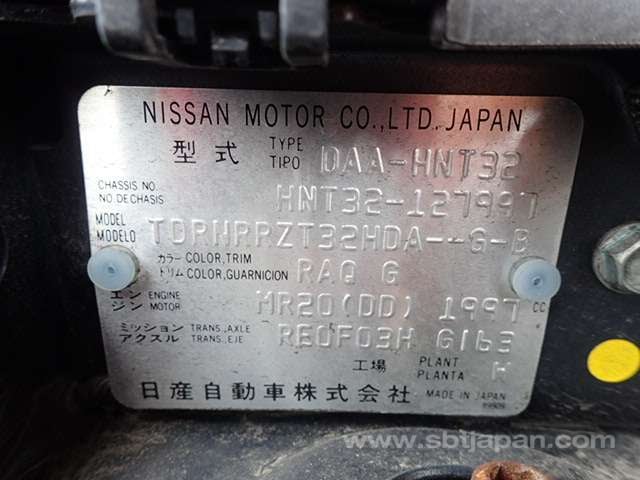 NISSAN MOTOR CO.,LTD.JAPAN
型式 TYPE TIPO DAA-HNT32
CHASSIS NO. NO.DE CHASIS HNT32-127997
MODEL MODELO TDRNRRZT32HDA--G-B
カラー COLOR,TRIM トリム COLOR,GUARNICION RAQ G
エンジン ENGINE MOTOR MR20(DD) 1997 CC
ミッション TRANS.,AXLE アクスル TRANS.,EJE RE0F03H G163
工場 PLANT PLANTA
MADE IN JAPAN
日産自動車株式会社
www.sbtjapan.com